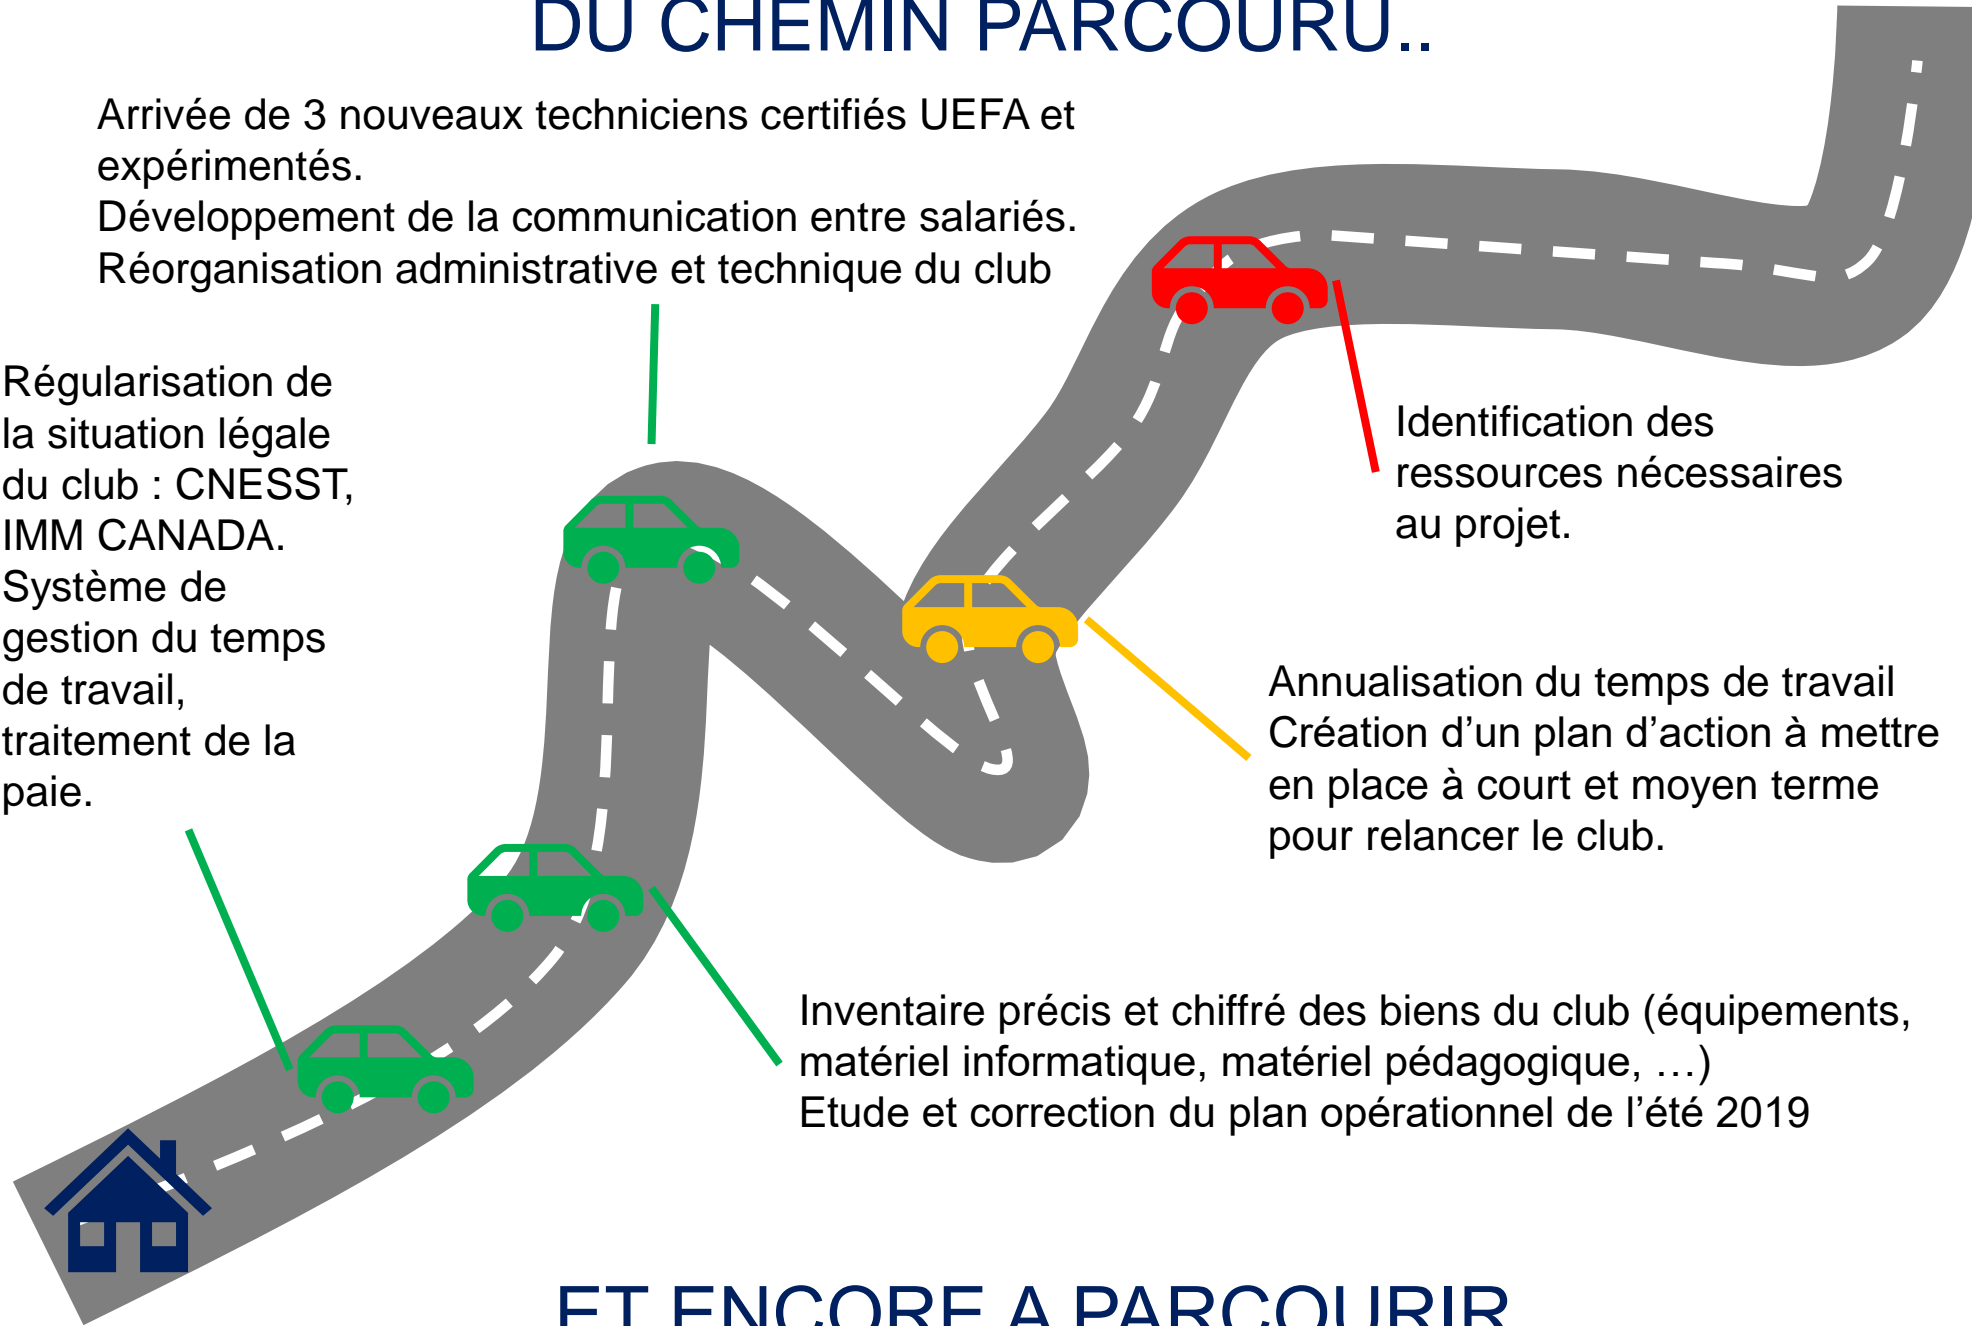 DU CHEMIN PARCOURU..
Arrivée de 3 nouveaux techniciens certifiés UEFA et
expérimentés.
Développement de la communication entre salariés.
Réorganisation administrative et technique du club
Régularisation de
la situation légale
du club : CNESST,
IMM CANADA.
Système de
gestion du temps
de travail,
traitement de la
paie.
Identification des
ressources nécessaires
au projet.
Annualisation du temps de travail
Création d’un plan d’action à mettre
en place à court et moyen terme
pour relancer le club.
Inventaire précis et chiffré des biens du club (équipements,
matériel informatique, matériel pédagogique, …)
Etude et correction du plan opérationnel de l’été 2019
ET ENCORE A PARCOURIR